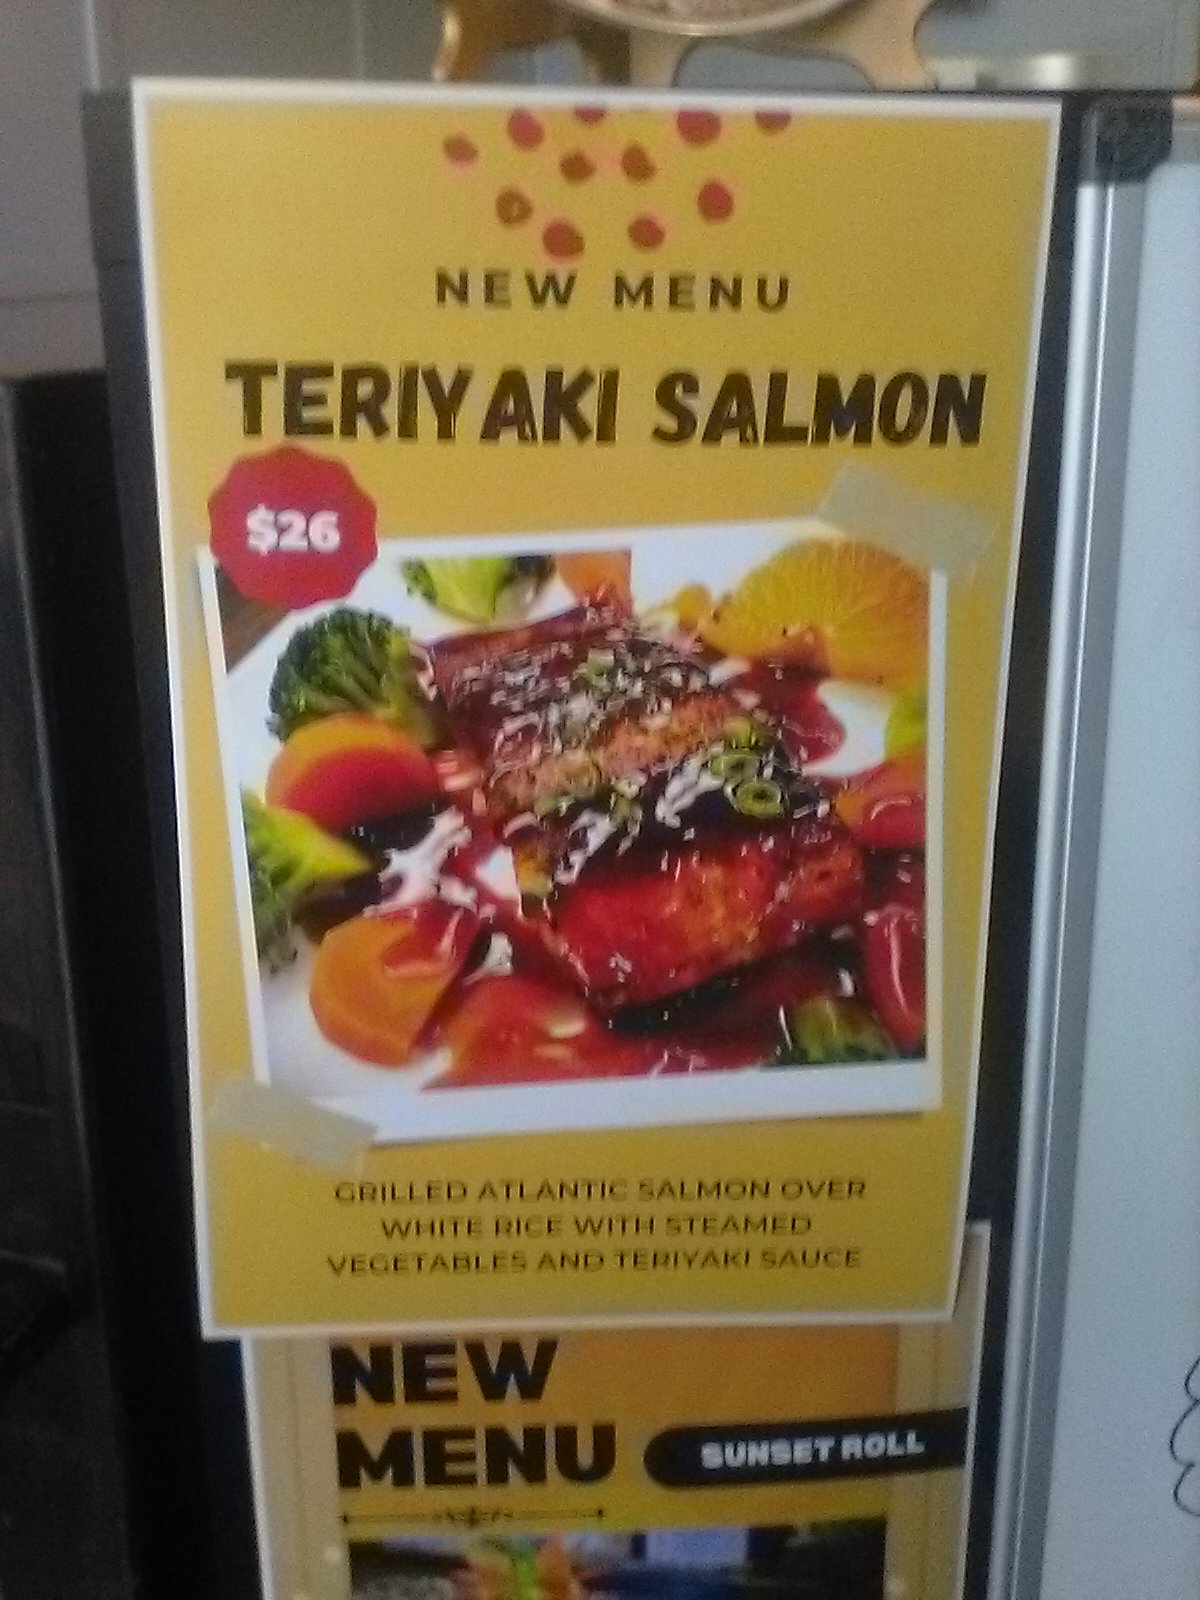 NEW MENU
TERIYAKI SALMON
$26
GRILLED ATLANTIC SALMON OVER
WHITE RICE WITH STEAMED
VEGETABLES AND TERIYAKI SAUCE
NEW
MENU
SUNSET ROLL